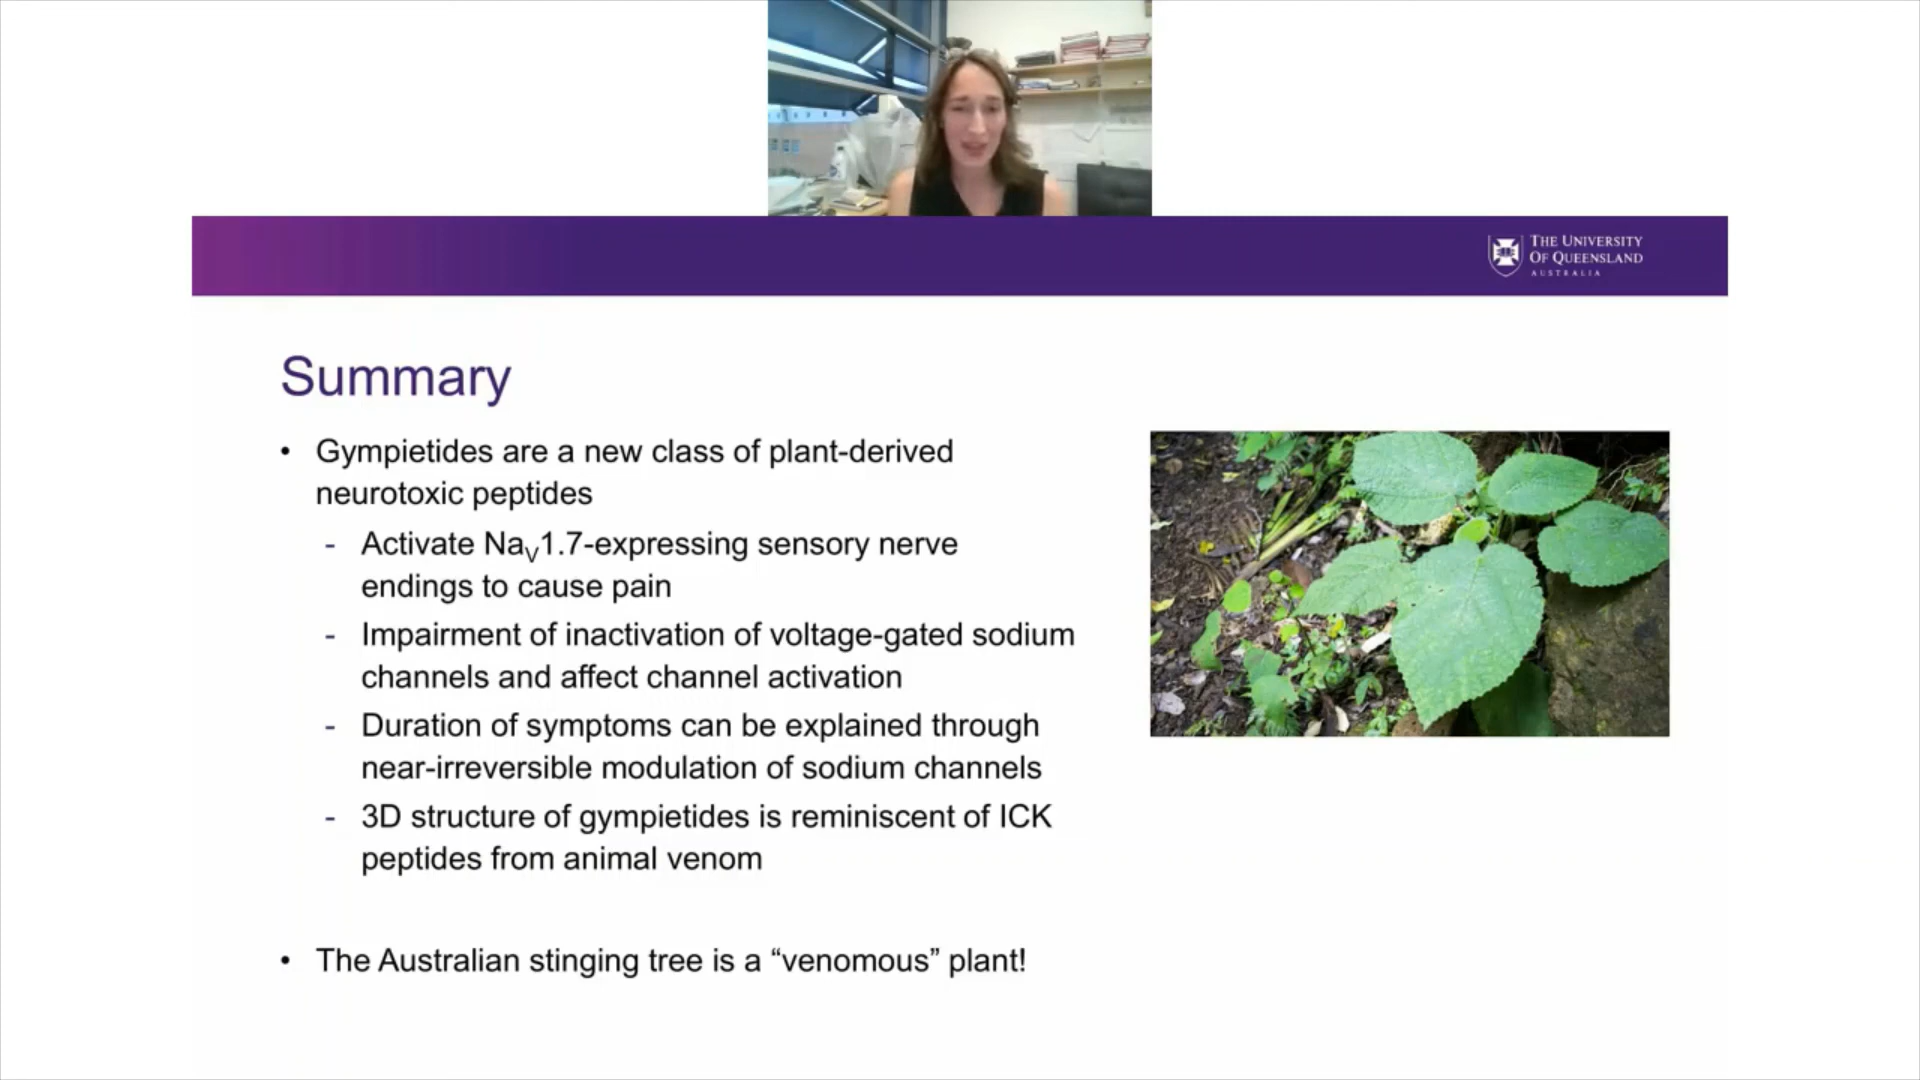 THE UNIVERSITY
OF QUEENSLAND
AUSTRALIA
Summary
• Gympietides are a new class of plant-derived
neurotoxic peptides
- Activate NaV1.7-expressing sensory nerve
endings to cause pain
- Impairment of inactivation of voltage-gated sodium
channels and affect channel activation
- Duration of symptoms can be explained through
near-irreversible modulation of sodium channels
- 3D structure of gympietides is reminiscent of ICK
peptides from animal venom
• The Australian stinging tree is a “venomous” plant!